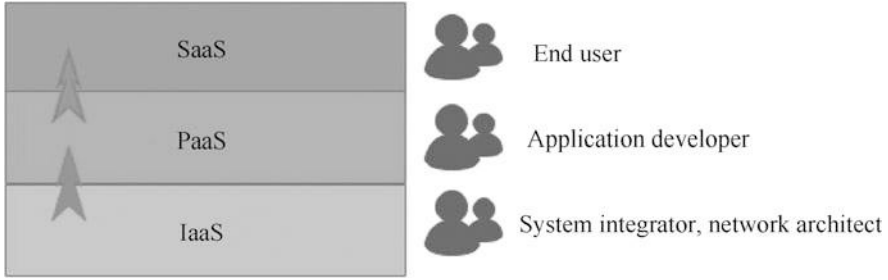 SaaS
End user
PaaS
Application developer
IaaS
System integrator, network architect